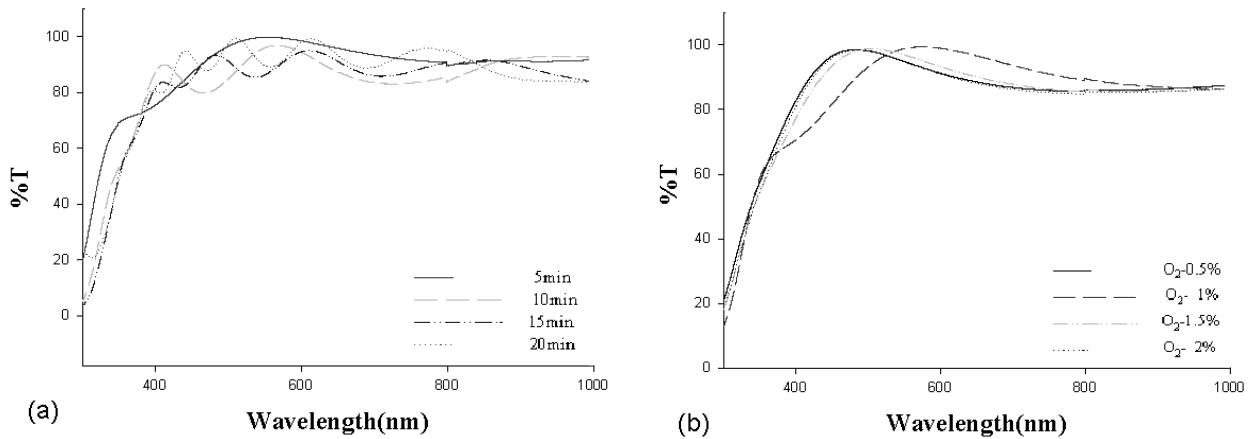 100
80
60
40
20
0
%T
5min
10min
15min
20min
400
600
800
1000
Wavelength(nm)
(a)
100
80
60
40
20
0
%T
O2-0.5%
O2- 1%
O2-1.5%
O2- 2%
400
600
800
1000
Wavelength(nm)
(b)